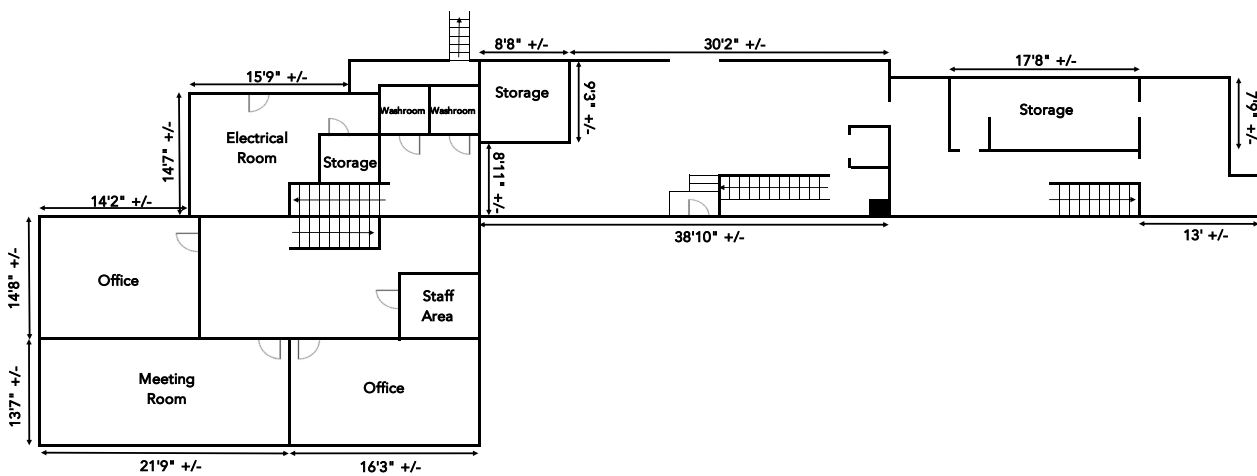 8'8" +/-
30'2" +/-
17'8" +/-
15'9" +/-
Storage
9'3" +/-
Storage
7'9" +/-
Washroom
Washroom
14'7" +/-
Electrical
Room
Storage
8'11" +/-
14'2" +/-
38'10" +/-
13' +/-
14'8" +/-
Office
Staff
Area
13'7" +/-
Meeting
Room
Office
21'9" +/-
16'3" +/-